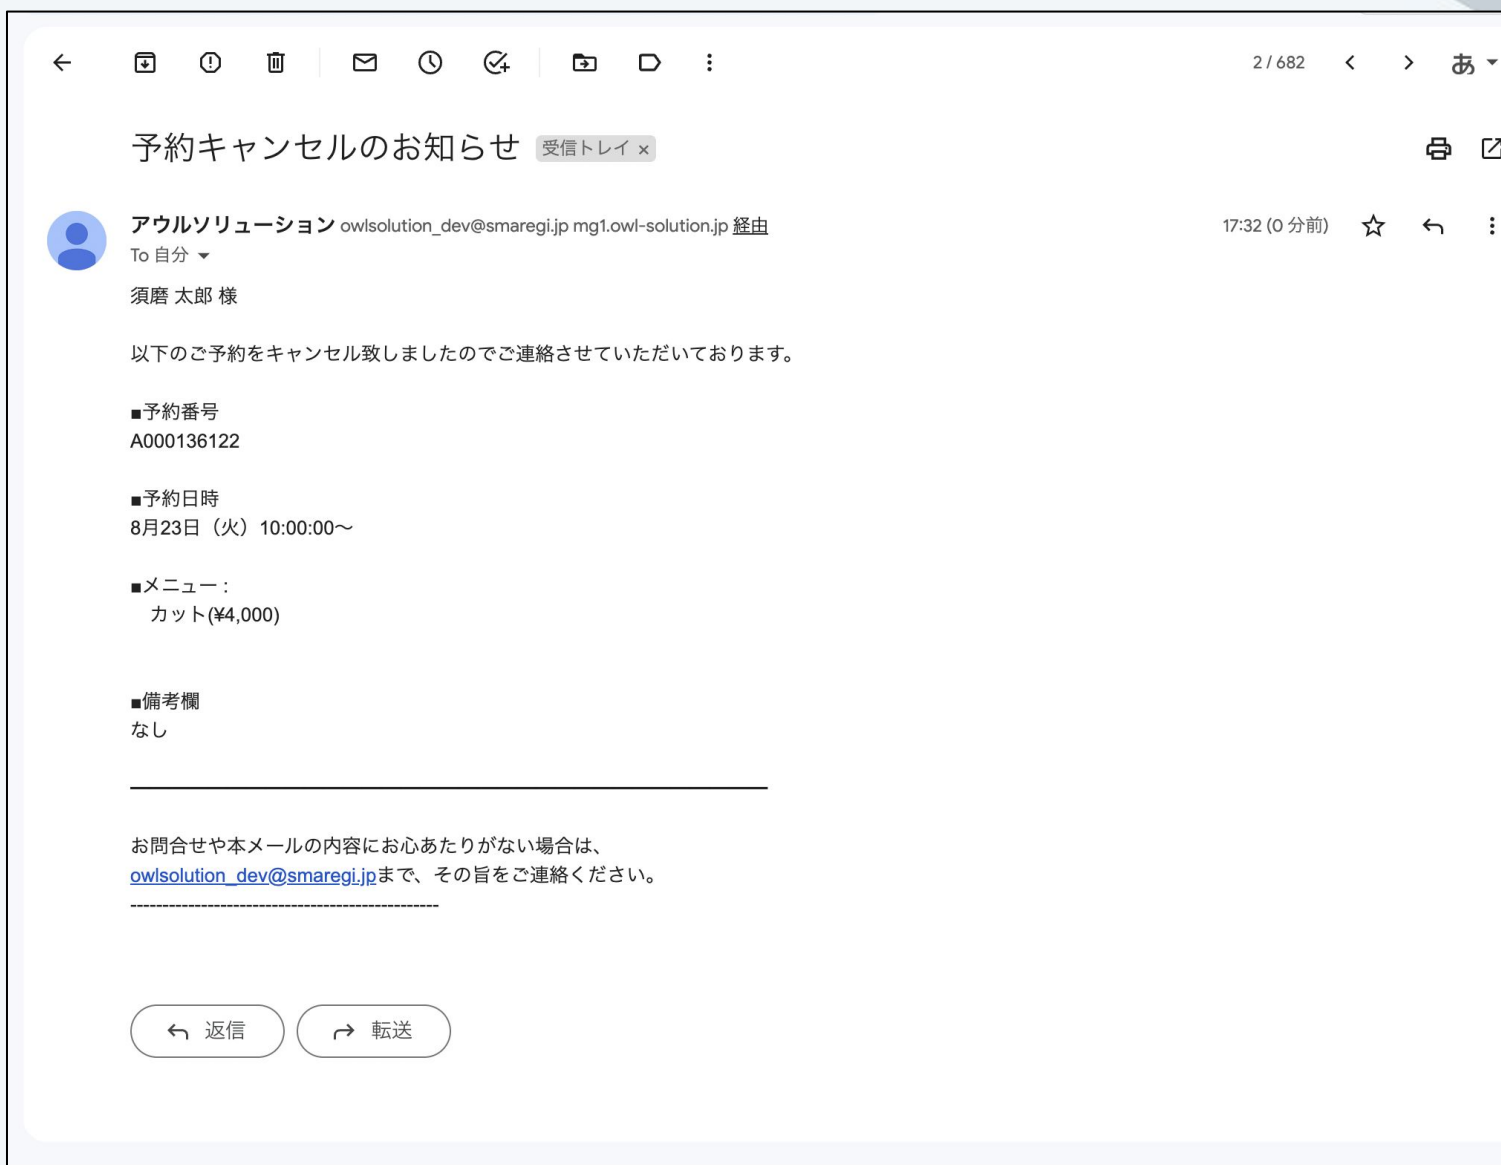 2 / 682
あ
予約キャンセルのお知らせ 受信トレイ ×
アウルソリューション owlsolution_dev@smaregi.jp mg1.owl-solution.jp 経由
17:32 (0 分前)
To 自分
須磨 太郎 様
以下のご予約をキャンセル致しましたのでご連絡させていただいております。
■予約番号
A000136122
■予約日時
8月23日（火）10:00:00〜
■メニュー :
カット(¥4,000)
■備考欄
なし
お問合せや本メールの内容にお心あたりがない場合は、
owlsolution_dev@smaregi.jpまで、その旨をご連絡ください。
------------------------------------------------
返信
転送